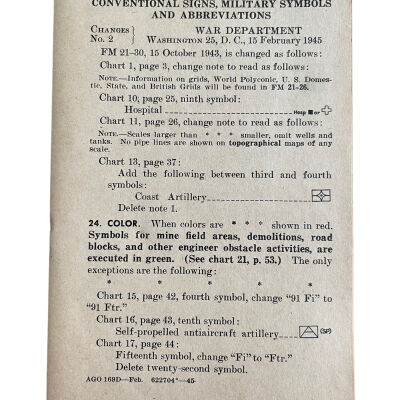 CONVENTIONAL SIGNS, MILITARY SYMBOLS
AND ABBREVIATIONS
CHANGES
No. 2
WAR DEPARTMENT
WASHINGTON 25, D. C., 15 February 1945
FM 21–30, 15 October 1943, is changed as follows:
Chart 1, page 3, change note to read as follows:
NOTE.—Information on grids, World Polyconic, U. S. Domes-
tic, State, and British Grids will be found in FM 21–26.
Chart 10, page 25, ninth symbol:
Hospital Hosp or
Chart 11, page 26, change note to read as follows:
NOTE.—Scales larger than * * * smaller, omit wells and
tanks. No pipe lines are shown on topographical maps of any
scale.
Chart 13, page 37:
Add the following between third and fourth
symbols:
Coast Artillery
Delete note 1.
24. COLOR. When colors are * * * shown in red.
Symbols for mine field areas, demolitions, road
blocks, and other engineer obstacle activities, are
executed in green. (See chart 21, p. 53.) The only
exceptions are the following:
* * * * *
Chart 15, page 42, fourth symbol, change "91 Fi" to
"91 Ftr."
Chart 16, page 43, tenth symbol:
Self-propelled antiaircraft artillery (SP)
Chart 17, page 44:
Fifteenth symbol, change "Fi" to "Ftr."
Delete twenty-second symbol.
AGO 169D—Feb. 622704°—45